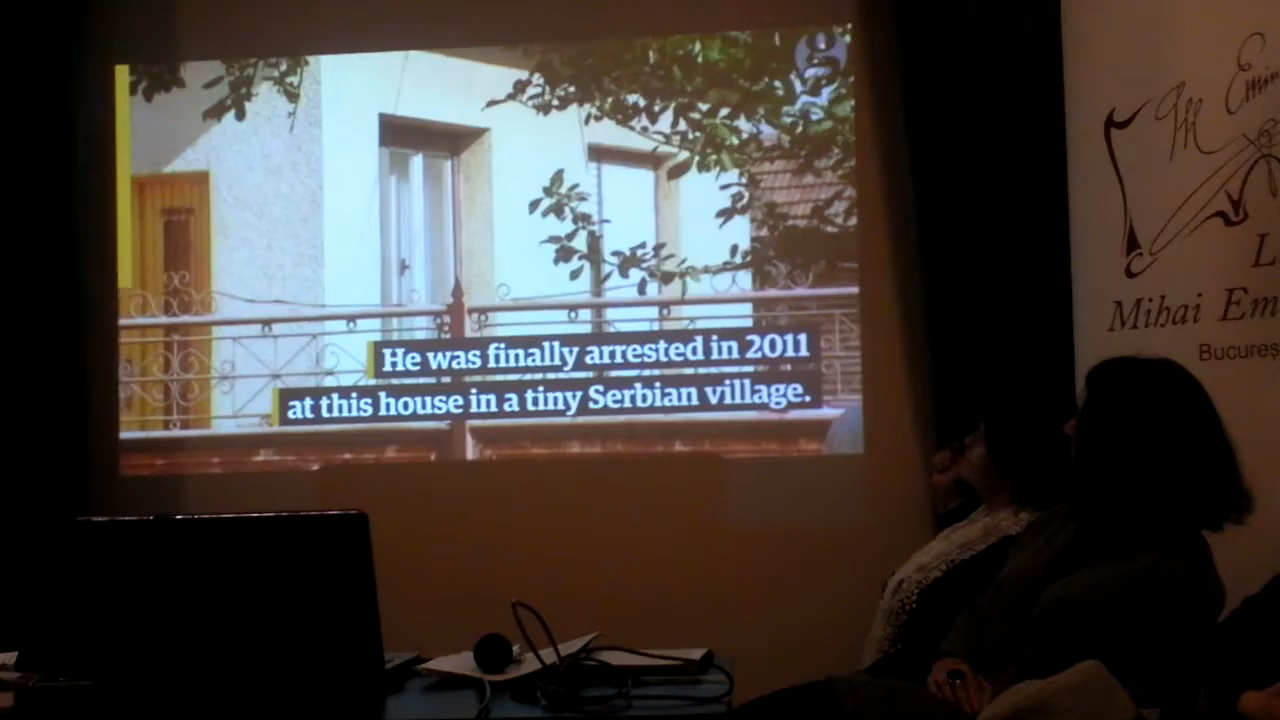 He was finally arrested in 2011
at this house in a tiny Serbian village.
Mihai Em
Bucureș